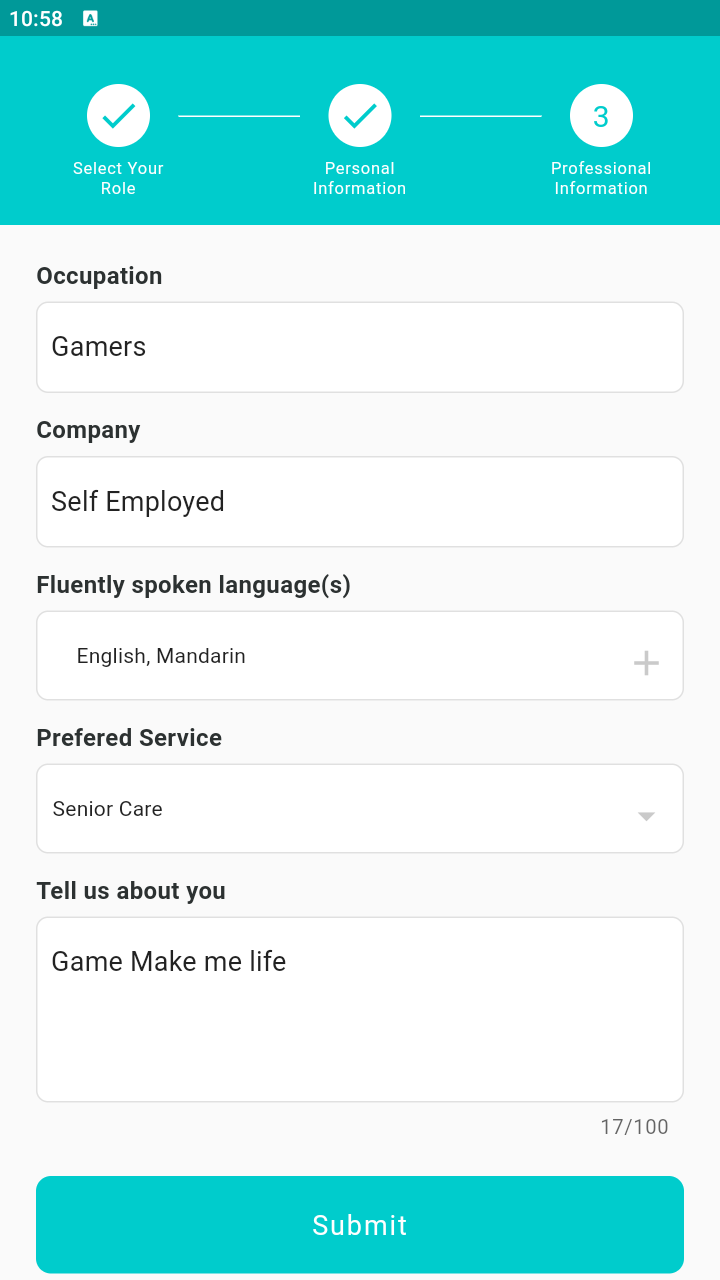 10:58
3
Select Your
Role
Personal
Information
Professional
Information
Occupation
Gamers
Company
Self Employed
Fluently spoken language(s)
English, Mandarin
Prefered Service
Senior Care
Tell us about you
Game Make me life
17/100
Submit